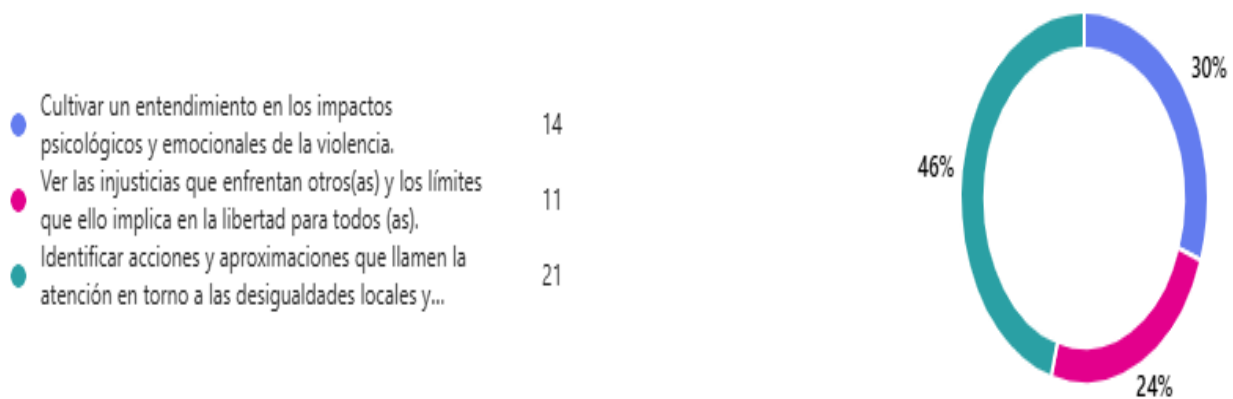 Cultivar un entendimiento en los impactos
psicológicos y emocionales de la violencia.
14
Ver las injusticias que enfrentan otros(as) y los límites
que ello implica en la libertad para todos (as).
11
Identificar acciones y aproximaciones que llamen la
atención en torno a las desigualdades locales y...
21
30%
46%
24%